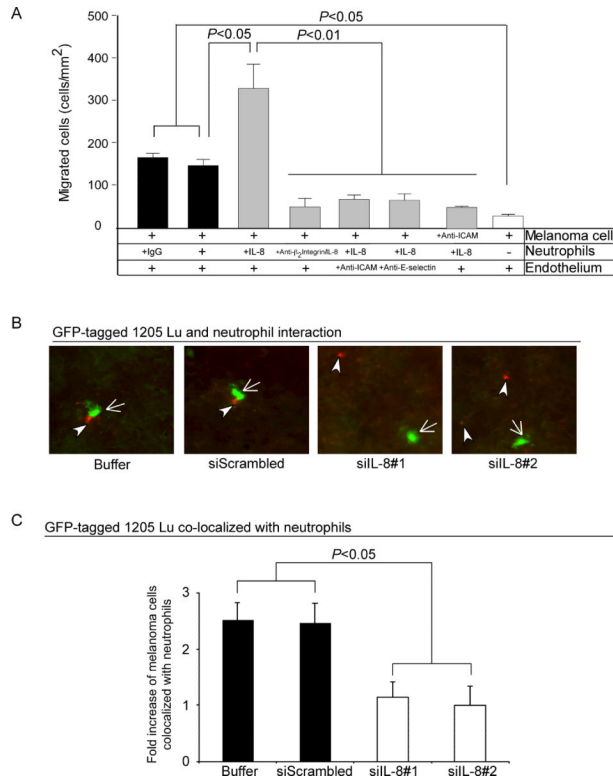 A
P<0.05
P<0.05
P<0.01
Migrated cells (cells/mm2)
500
400
300
200
100
0
+ + + + + + +Anti-ICAM + Melanoma cell
+IgG + +IL-8 +Anti-β2Integrin/IL-8 +IL-8 +IL-8 +IL-8 - Neutrophils
+ + + + +Anti-ICAM +Anti-E-selectin + + Endothelium
B
GFP-tagged 1205 Lu and neutrophil interaction
Buffer siScrambled siIL-8#1 siIL-8#2
C
GFP-tagged 1205 Lu co-localized with neutrophils
P<0.05
Fold increase of melanoma cells
colocalized with neutrophils
3
2
1
0
Buffer siScrambled siIL-8#1 siIL-8#2